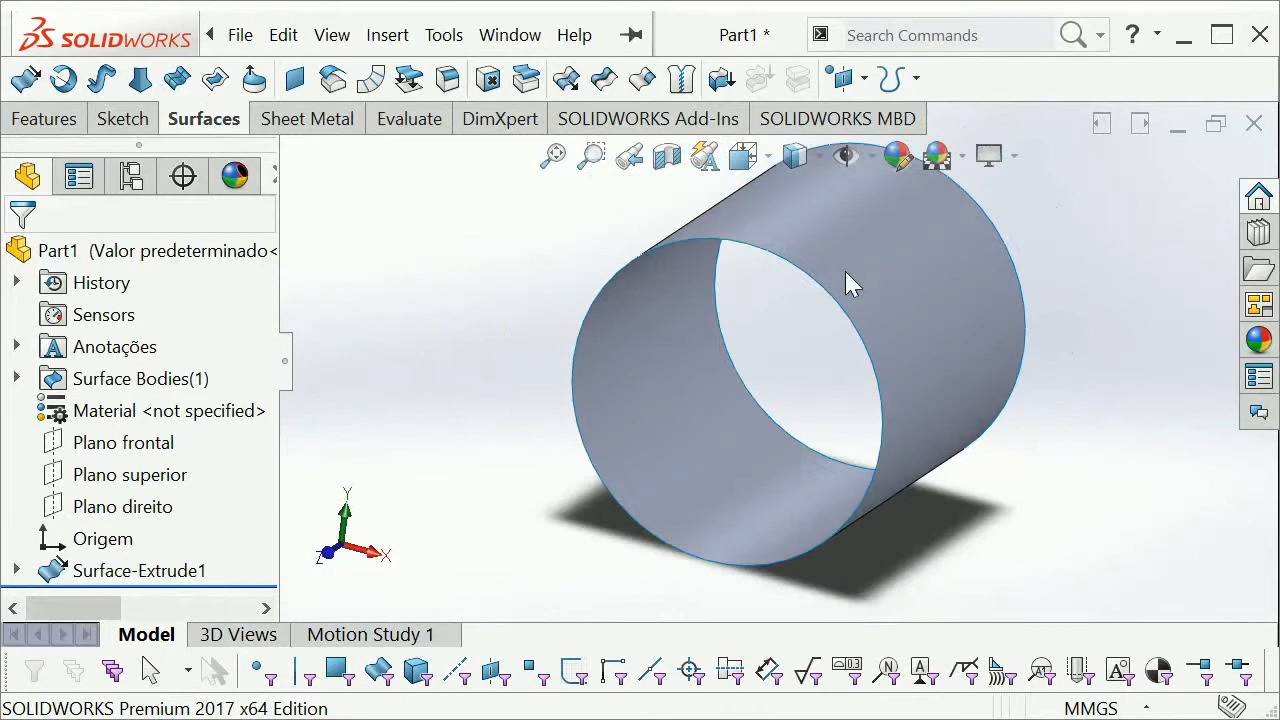 SOLIDWORKS File Edit View Insert Tools Window Help Part1 * Search Commands ?
Features Sketch Surfaces Sheet Metal Evaluate DimXpert SOLIDWORKS Add-Ins SOLIDWORKS MBD
Part1 (Valor predeterminado<
History
Sensors
Anotações
Surface Bodies(1)
Material <not specified>
Plano frontal
Plano superior
Plano direito
Origem
Surface-Extrude1
Y
Z X
Model 3D Views Motion Study 1
SOLIDWORKS Premium 2017 x64 Edition MMGS